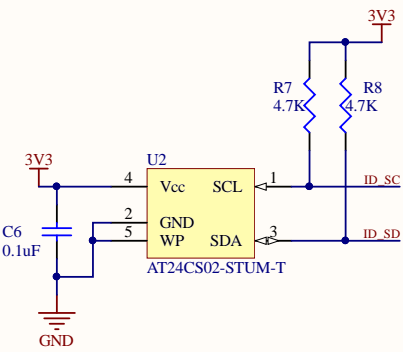 3V3
R7
4.7K
R8
4.7K
3V3
U2
4
Vcc
SCL
1
ID_SC
2
GND
5
WP
SDA
3
ID_SD
C6
0.1uF
AT24CS02-STUM-T
GND